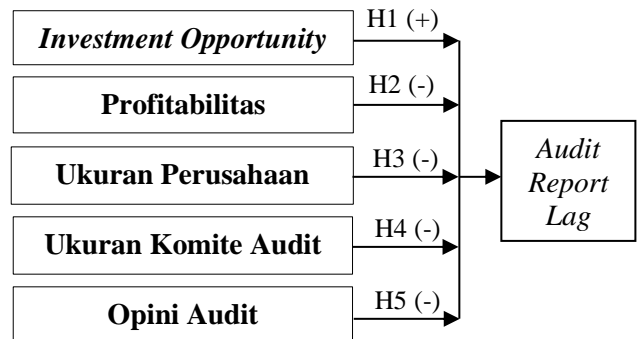 Investment Opportunity
H1 (+)
Profitabilitas
H2 (-)
Ukuran Perusahaan
H3 (-)
Ukuran Komite Audit
H4 (-)
Opini Audit
H5 (-)
Audit
Report
Lag